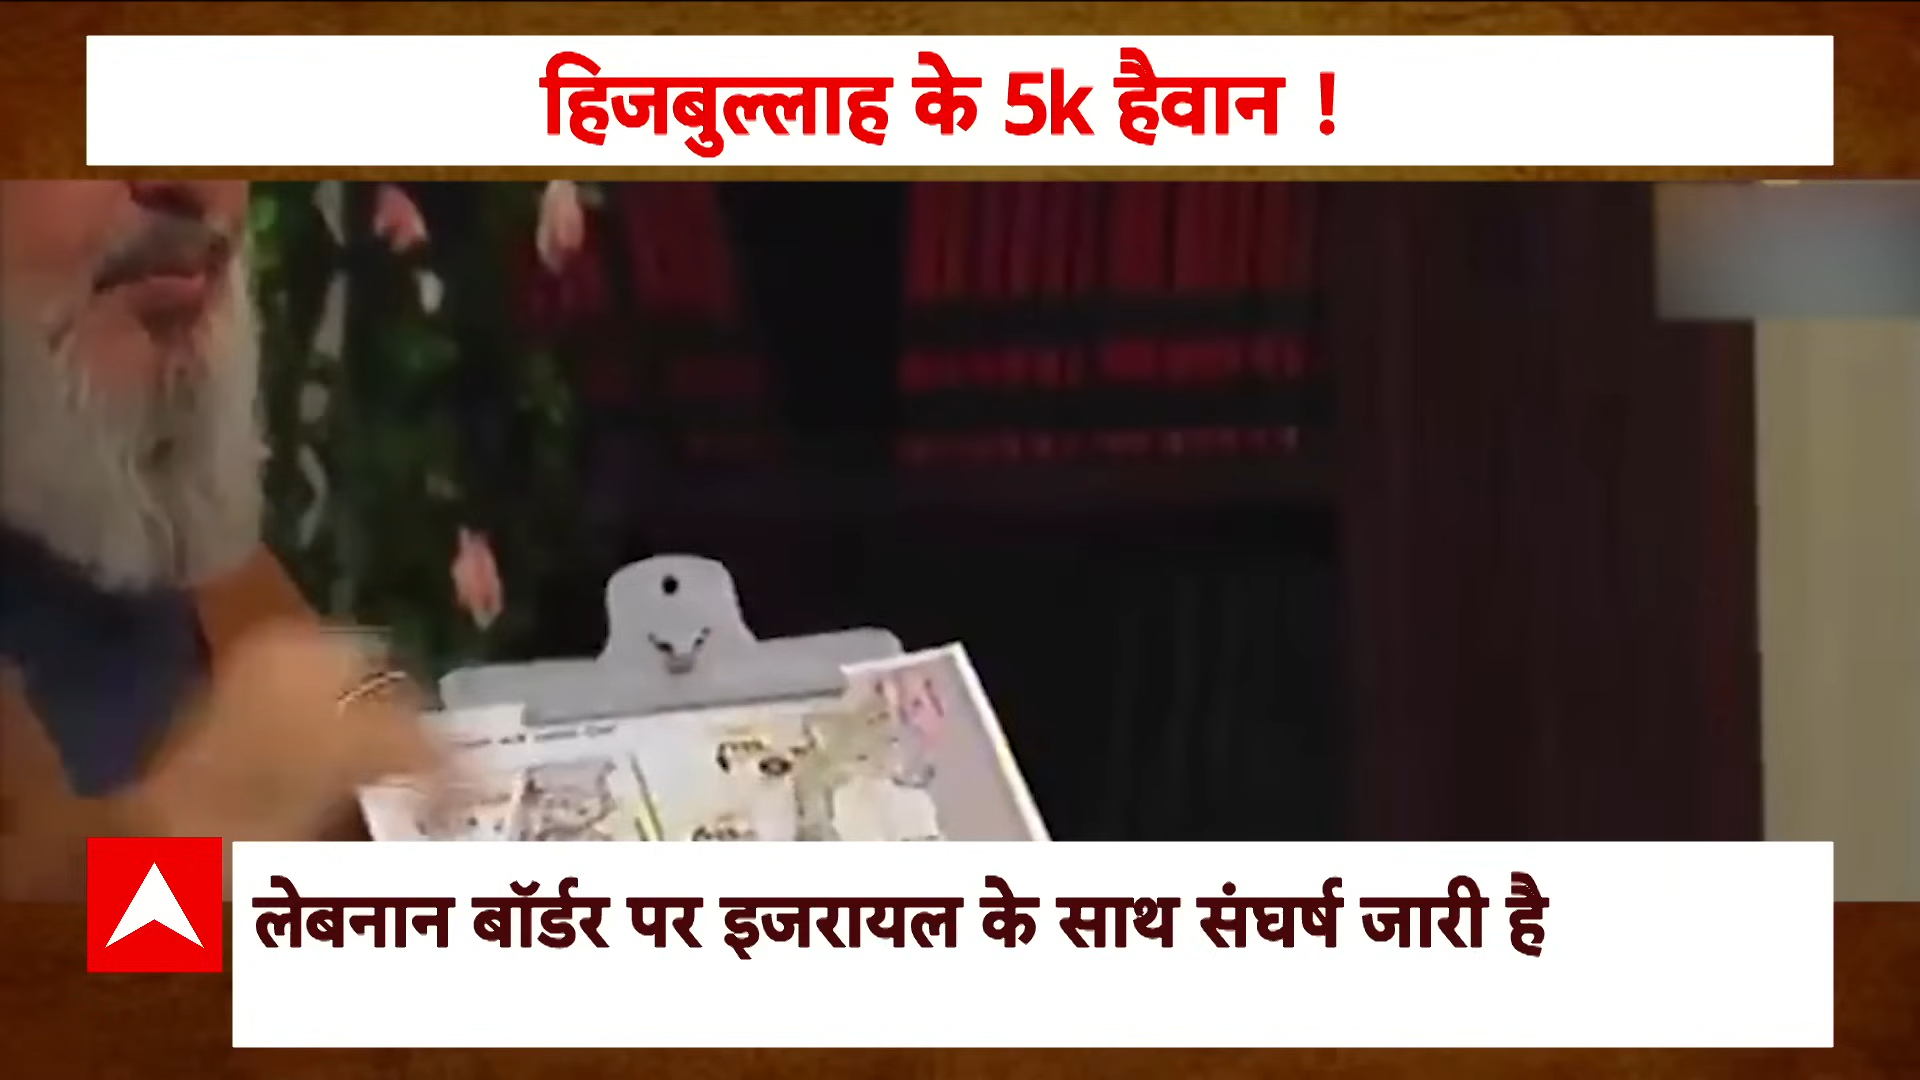 हिजबुल्लाह के 5k हैवान !
लेबनान बॉर्डर पर इजरायल के साथ संघर्ष जारी है